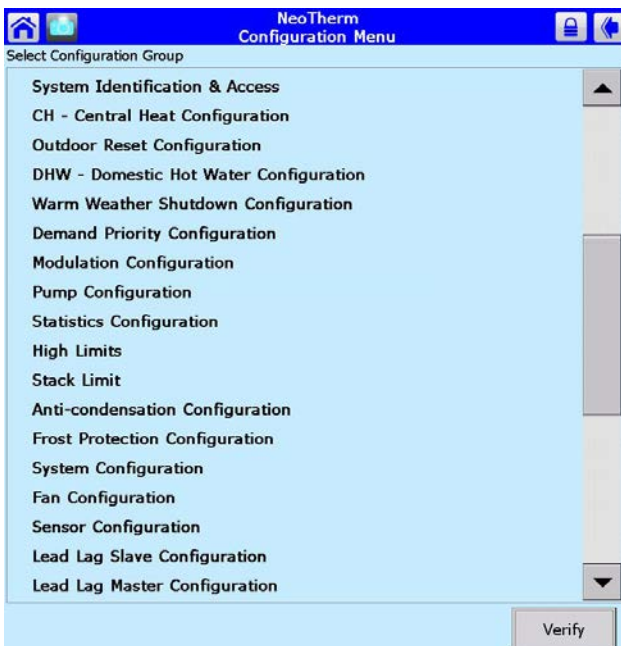 NeoTherm
Configuration Menu
Select Configuration Group
System Identification & Access
CH - Central Heat Configuration
Outdoor Reset Configuration
DHW - Domestic Hot Water Configuration
Warm Weather Shutdown Configuration
Demand Priority Configuration
Modulation Configuration
Pump Configuration
Statistics Configuration
High Limits
Stack Limit
Anti-condensation Configuration
Frost Protection Configuration
System Configuration
Fan Configuration
Sensor Configuration
Lead Lag Slave Configuration
Lead Lag Master Configuration
Verify